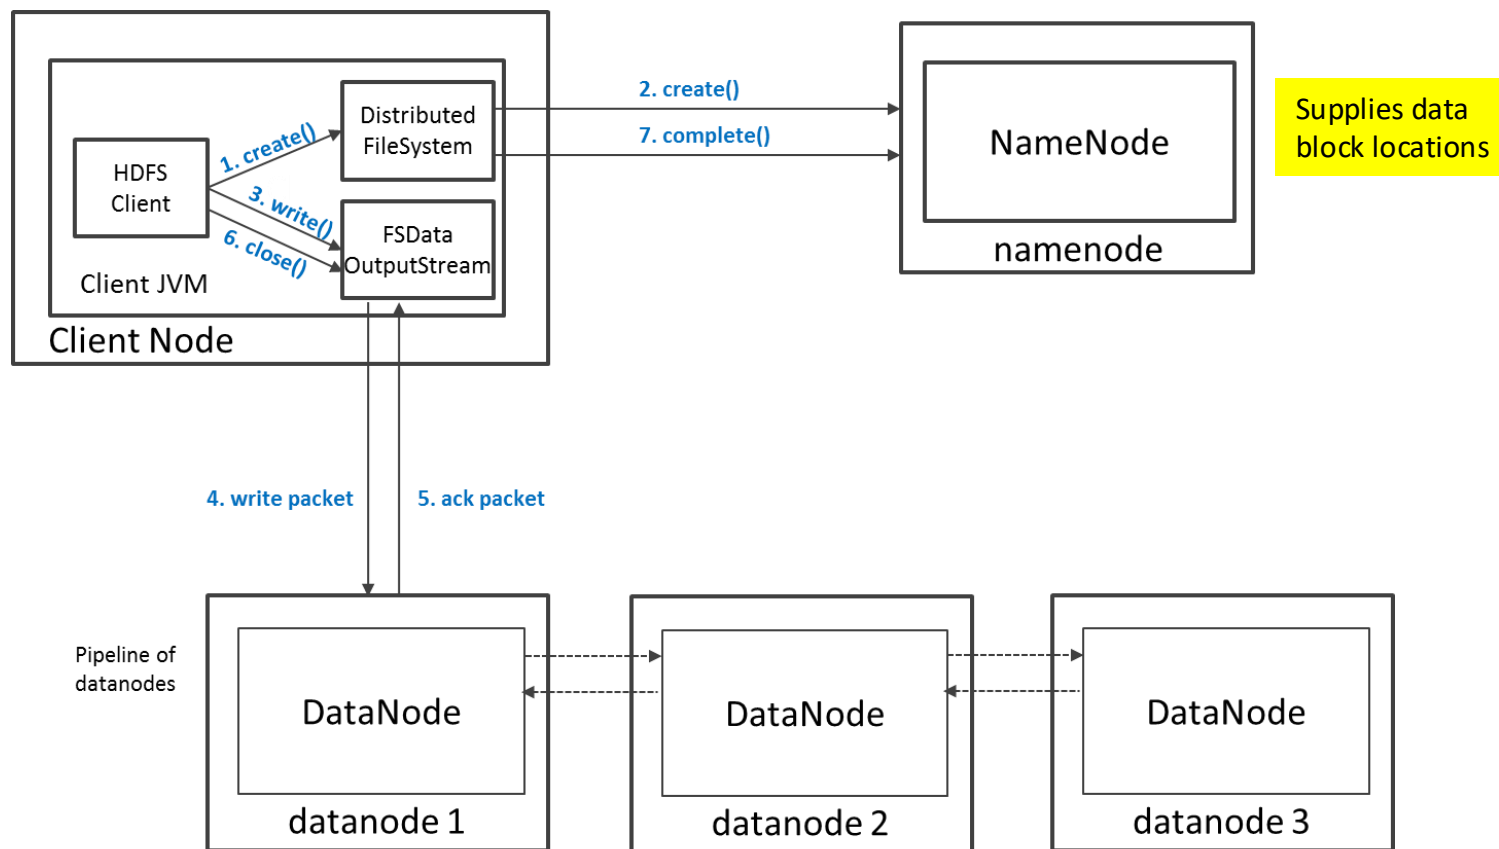 Distributed
FileSystem
HDFS
Client
1. create()
3. write()
6. close()
FSData
OutputStream
Client JVM
Client Node
2. create()
7. complete()
NameNode
namenode
Supplies data
block locations
4. write packet
5. ack packet
Pipeline of
datanodes
DataNode
datanode 1
DataNode
datanode 2
DataNode
datanode 3